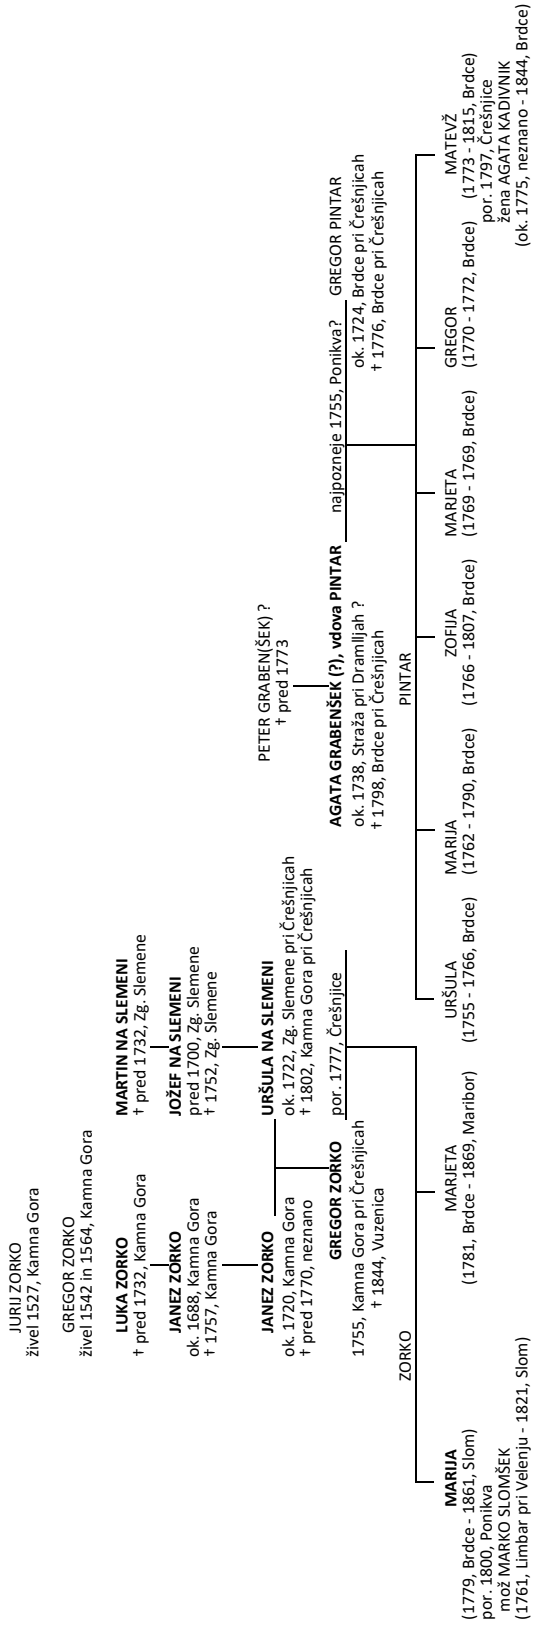 JURIJ ZORKO
živel 1527, Kamna Gora
GREGOR ZORKO
živel 1542 in 1564, Kamna Gora
LUKA ZORKO
† pred 1732, Kamna Gora
MARTIN NA SLEMENI
† pred 1732, Zg. Slemene
JANEZ ZORKO
ok. 1688, Kamna Gora
† 1757, Kamna Gora
JOŽEF NA SLEMENI
pred 1700, Zg. Slemene
† 1752, Zg. Slemene
JANEZ ZORKO
ok. 1720, Kamna Gora
† pred 1770, neznano
URŠULA NA SLEMENI
ok. 1722, Zg. Slemene pri Črešnjicah
† 1802, Kamna Gora pri Črešnjicah
PETER GRABEN(ŠEK) ?
† pred 1773
GREGOR ZORKO
1755, Kamna Gora pri Črešnjicah
† 1844, Vuzenica
por. 1777, Črešnjice
AGATA GRABENŠEK (?), vdova PINTAR
ok. 1738, Straža pri Dramlljah ?
† 1798, Brdce pri Črešnjicah
najpozneje 1755, Ponikva?
GREGOR PINTAR
ok. 1724, Brdce pri Črešnjicah
† 1776, Brdce pri Črešnjicah
ZORKO
PINTAR
MARIJA
(1779, Brdce - 1861, Slom)
por. 1800, Ponikva
mož MARKO SLOMŠEK
(1761, Limbar pri Velenju - 1821, Slom)
MARJETA
(1781, Brdce - 1869, Maribor)
URŠULA
(1755 - 1766, Brdce)
MARIJA
(1762 - 1790, Brdce)
ZOFIJA
(1766 - 1807, Brdce)
MARJETA
(1769 - 1769, Brdce)
GREGOR
(1770 - 1772, Brdce)
MATEVŽ
(1773 - 1815, Brdce)
por. 1797, Črešnjice
žena AGATA KADIVNIK
(ok. 1775, neznano - 1844, Brdce)